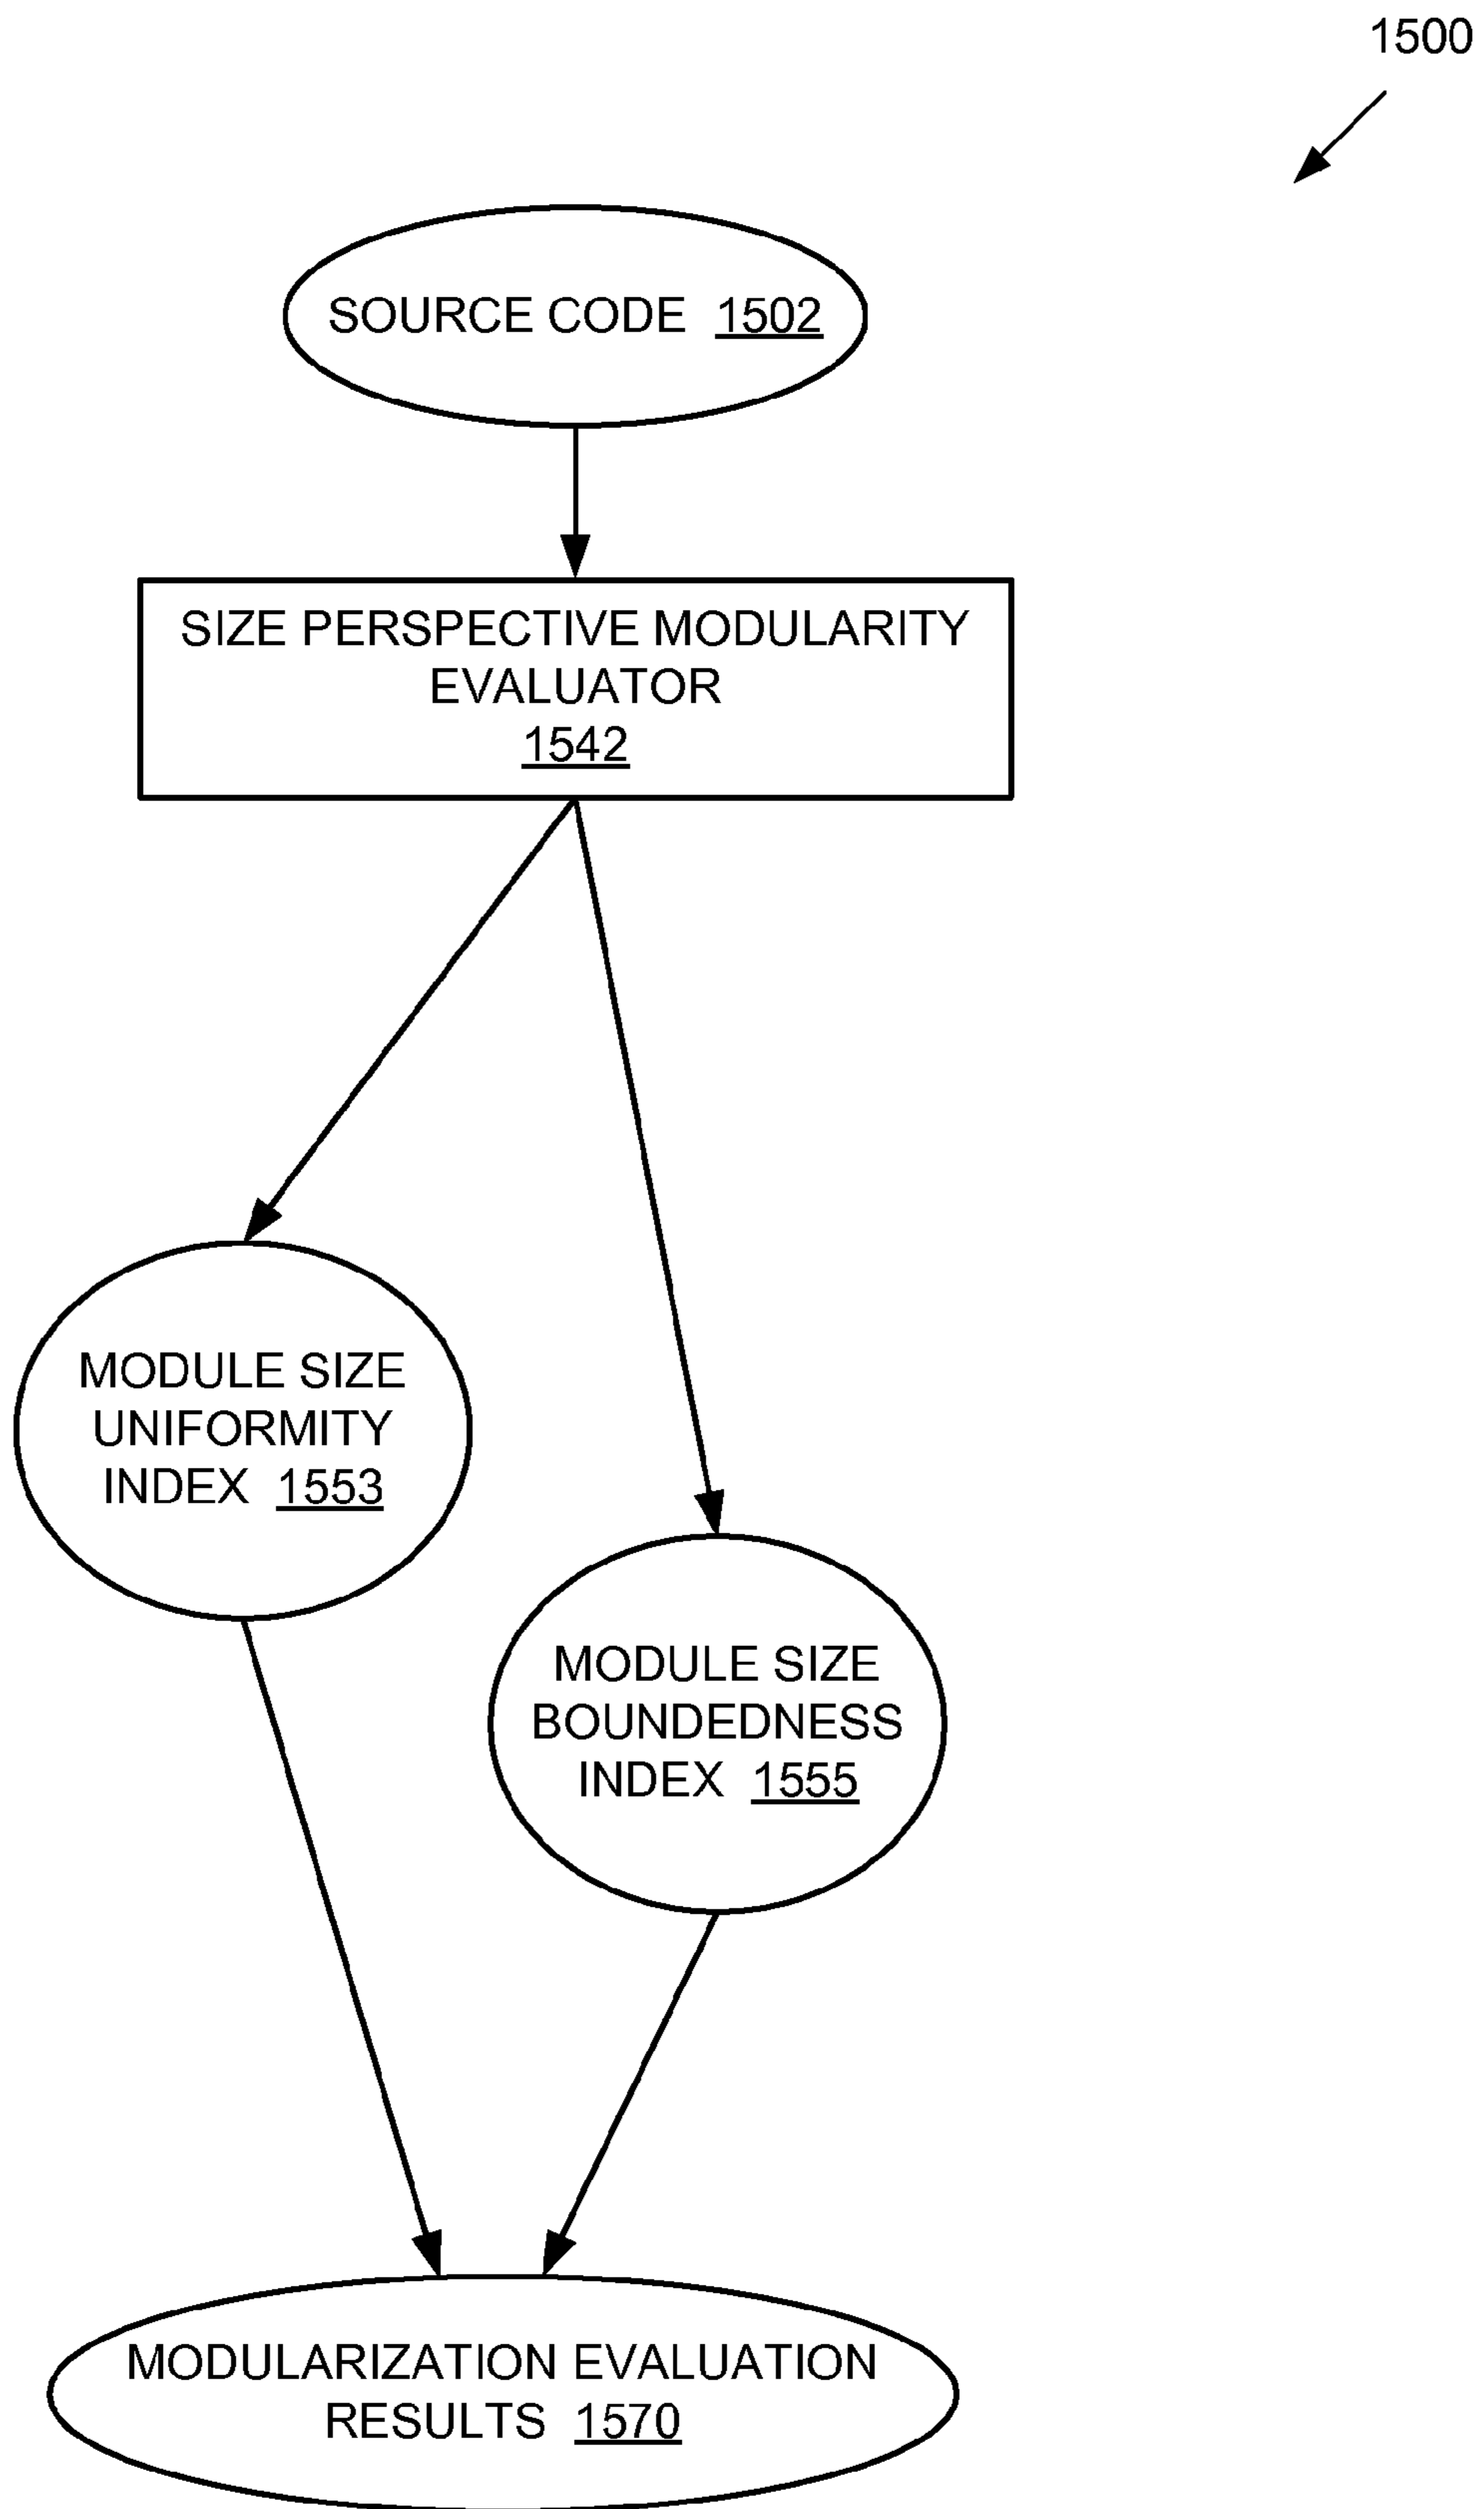 1500
SOURCE CODE 1502
SIZE PERSPECTIVE MODULARITY
EVALUATOR
1542
MODULE SIZE
UNIFORMITY
INDEX 1553
MODULE SIZE
BOUNDEDNESS
INDEX 1555
MODULARIZATION EVALUATION
RESULTS 1570